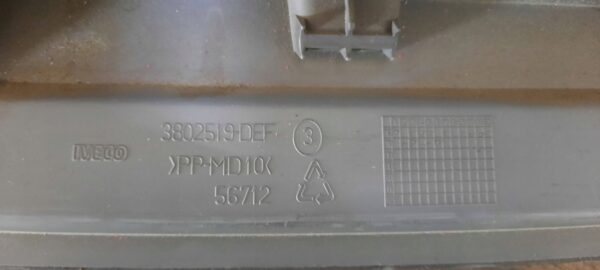 IVECO
3802519-DEF 3
>PP-MD10<
56712